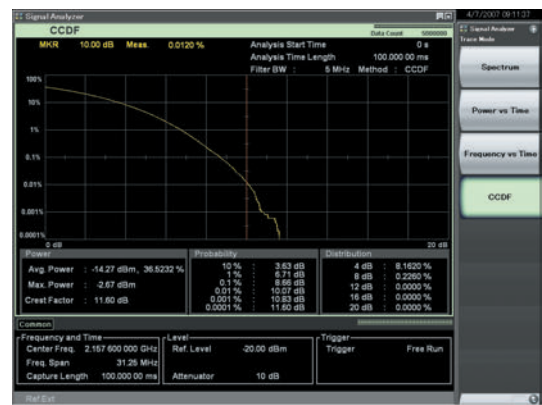 Signal Analyzer
4/7/2007 09:11:37
CCDF
Data Count 5000000
MKR 10.00 dB Meas. 0.0120 %
Analysis Start Time 0 s
Analysis Time Length 100.000 00 ms
Filter BW : 5 MHz Method : CCDF
100%
10%
1%
0.1%
0.01%
0.001%
0.0001%
0 dB 20 dB
Power
Avg. Power : -14.27 dBm, 36.5232 %
Max. Power : -2.67 dBm
Crest Factor : 11.60 dB
Probability
10 % : 3.63 dB
1 % : 6.71 dB
0.1 % : 8.66 dB
0.01 % : 10.07 dB
0.001 % : 10.83 dB
0.0001 % : 11.60 dB
Distribution
4 dB : 8.1620 %
8 dB : 0.2260 %
12 dB : 0.0000 %
16 dB : 0.0000 %
20 dB : 0.0000 %
Common
Frequency and Time
Center Freq. 2.157 600 000 GHz
Freq. Span 31.25 MHz
Capture Length 100.000 00 ms
Level
Ref. Level -20.00 dBm
Attenuator 10 dB
Trigger
Trigger Free Run
Ref.Ext
Signal Analyzer
Trace Mode
Spectrum
Power vs Time
Frequency vs Time
CCDF